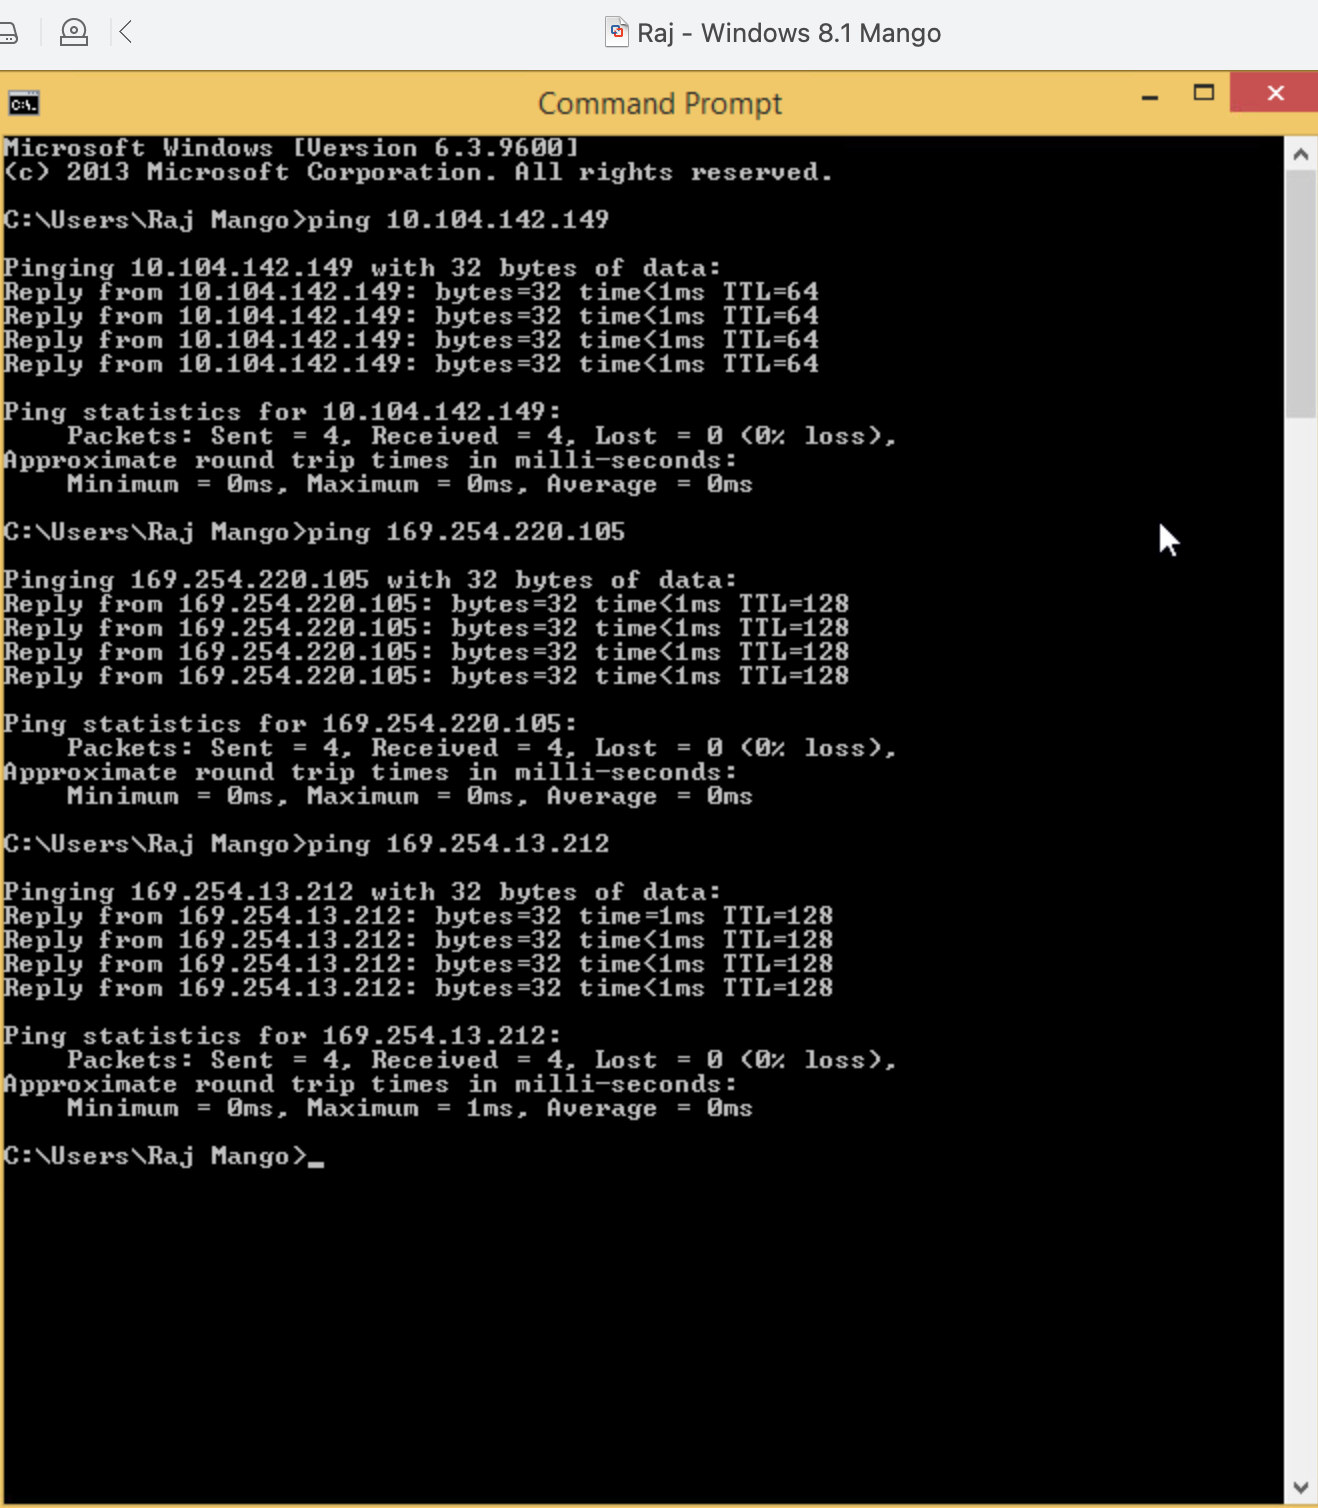 Raj - Windows 8.1 Mango
C:\.
Command Prompt
Microsoft Windows [Version 6.3.9600]
(c) 2013 Microsoft Corporation. All rights reserved.
C:\Users\Raj Mango>ping 10.104.142.149
Pinging 10.104.142.149 with 32 bytes of data:
Reply from 10.104.142.149: bytes=32 time<1ms TTL=64
Reply from 10.104.142.149: bytes=32 time<1ms TTL=64
Reply from 10.104.142.149: bytes=32 time<1ms TTL=64
Reply from 10.104.142.149: bytes=32 time<1ms TTL=64
Ping statistics for 10.104.142.149:
Packets: Sent = 4, Received = 4, Lost = 0 (0% loss),
Approximate round trip times in milli-seconds:
Minimum = 0ms, Maximum = 0ms, Average = 0ms
C:\Users\Raj Mango>ping 169.254.220.105
Pinging 169.254.220.105 with 32 bytes of data:
Reply from 169.254.220.105: bytes=32 time<1ms TTL=128
Reply from 169.254.220.105: bytes=32 time<1ms TTL=128
Reply from 169.254.220.105: bytes=32 time<1ms TTL=128
Reply from 169.254.220.105: bytes=32 time<1ms TTL=128
Ping statistics for 169.254.220.105:
Packets: Sent = 4, Received = 4, Lost = 0 (0% loss),
Approximate round trip times in milli-seconds:
Minimum = 0ms, Maximum = 0ms, Average = 0ms
C:\Users\Raj Mango>ping 169.254.13.212
Pinging 169.254.13.212 with 32 bytes of data:
Reply from 169.254.13.212: bytes=32 time=1ms TTL=128
Reply from 169.254.13.212: bytes=32 time<1ms TTL=128
Reply from 169.254.13.212: bytes=32 time<1ms TTL=128
Reply from 169.254.13.212: bytes=32 time<1ms TTL=128
Ping statistics for 169.254.13.212:
Packets: Sent = 4, Received = 4, Lost = 0 (0% loss),
Approximate round trip times in milli-seconds:
Minimum = 0ms, Maximum = 1ms, Average = 0ms
C:\Users\Raj Mango>_